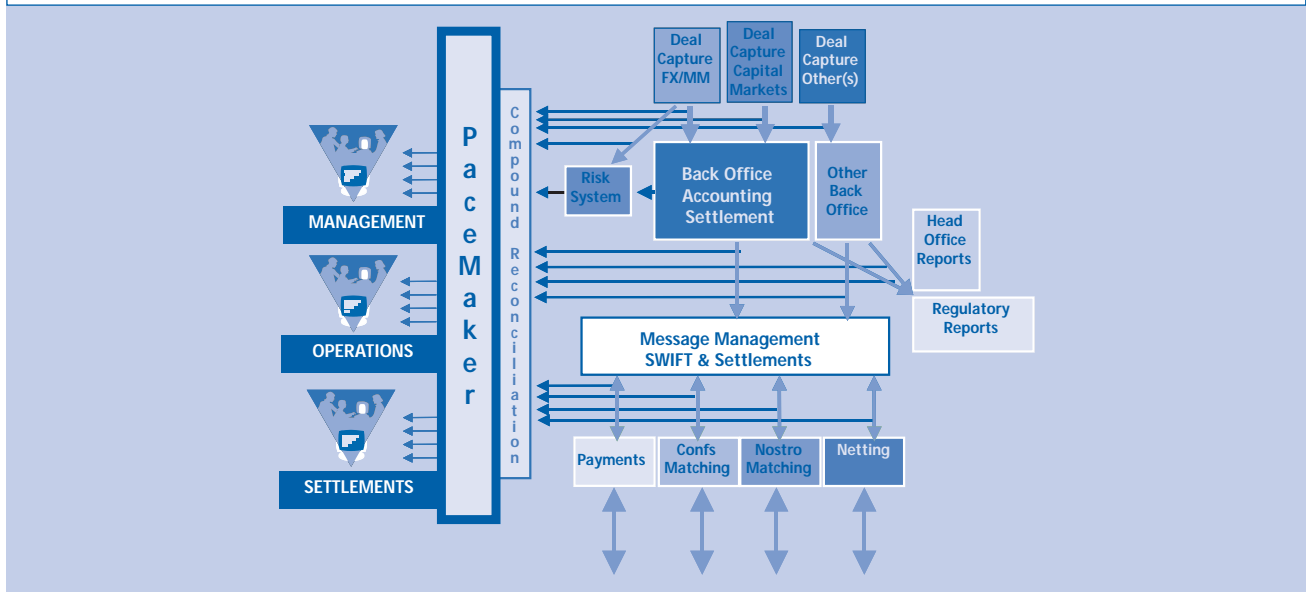 Deal
Capture
FX/MM
Deal
Capture
Capital
Markets
Deal
Capture
Other(s)
PaceMaker
Compound Reconciliation
Risk
System
Back Office
Accounting
Settlement
Other
Back
Office
Head
Office
Reports
Regulatory
Reports
MANAGEMENT
OPERATIONS
SETTLEMENTS
Message Management
SWIFT & Settlements
Payments
Confs
Matching
Nostro
Matching
Netting